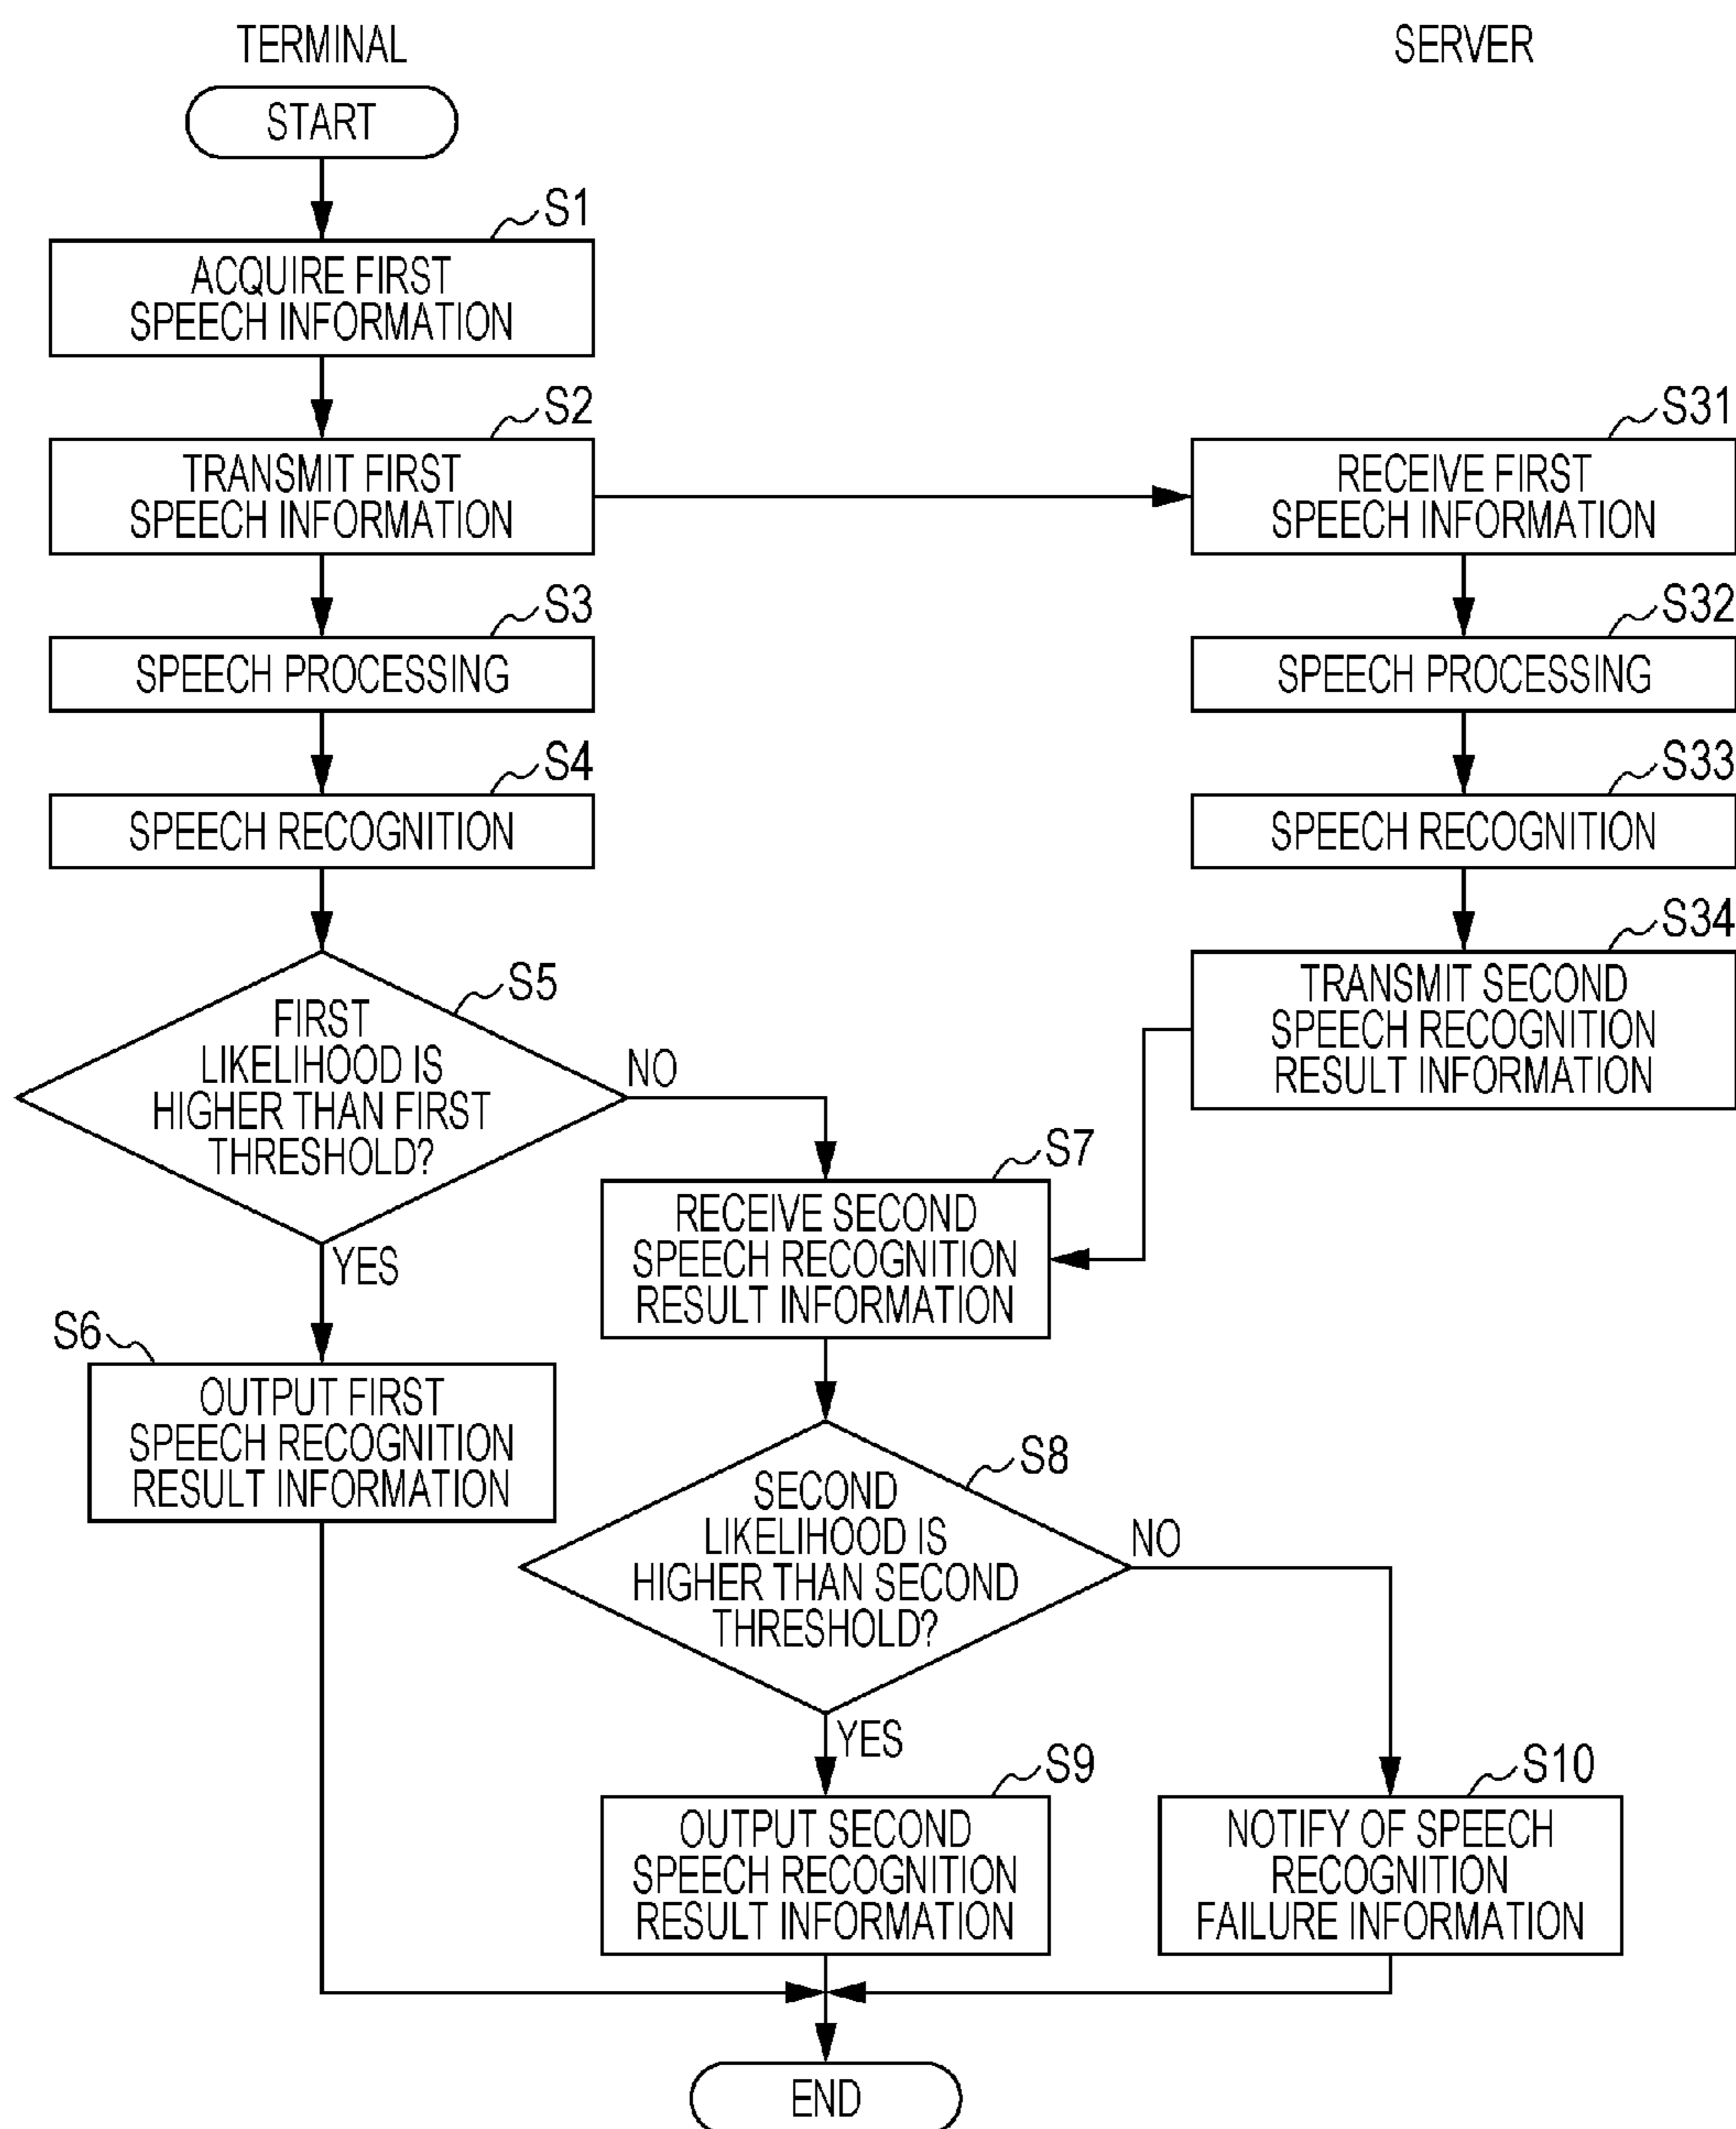 TERMINAL
SERVER
START
S1
ACQUIRE FIRST
SPEECH INFORMATION
S2
TRANSMIT FIRST
SPEECH INFORMATION
S31
RECEIVE FIRST
SPEECH INFORMATION
S3
SPEECH PROCESSING
S32
SPEECH PROCESSING
S4
SPEECH RECOGNITION
S33
SPEECH RECOGNITION
S34
TRANSMIT SECOND
SPEECH RECOGNITION
RESULT INFORMATION
S5
FIRST
LIKELIHOOD IS
HIGHER THAN FIRST
THRESHOLD?
NO
YES
S7
RECEIVE SECOND
SPEECH RECOGNITION
RESULT INFORMATION
S6
OUTPUT FIRST
SPEECH RECOGNITION
RESULT INFORMATION
S8
SECOND
LIKELIHOOD IS
HIGHER THAN SECOND
THRESHOLD?
NO
YES
S9
OUTPUT SECOND
SPEECH RECOGNITION
RESULT INFORMATION
S10
NOTIFY OF SPEECH
RECOGNITION
FAILURE INFORMATION
END